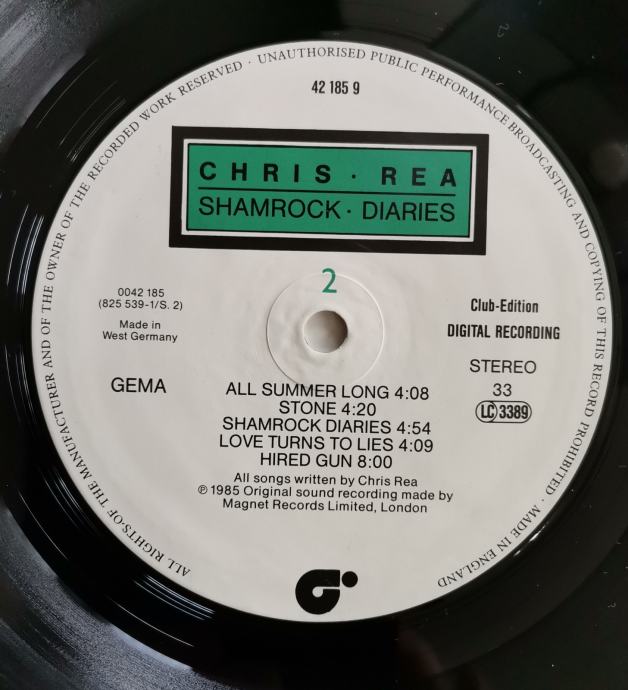 ALL RIGHTS OF THE MANUFACTURER AND OF THE OWNER OF THE RECORDED WORK RESERVED · UNAUTHORISED PUBLIC PERFORMANCE BROADCASTING AND COPYING OF THIS RECORD PROHIBITED · MADE IN ENGLAND
42 185 9
CHRIS · REA
SHAMROCK · DIARIES
2
0042 185
(825 539-1/S. 2)
Made in
West Germany
GEMA
Club-Edition
DIGITAL RECORDING
STEREO
33
LC 3389
ALL SUMMER LONG 4:08
STONE 4:20
SHAMROCK DIARIES 4:54
LOVE TURNS TO LIES 4:09
HIRED GUN 8:00
All songs written by Chris Rea
℗ 1985 Original sound recording made by
Magnet Records Limited, London